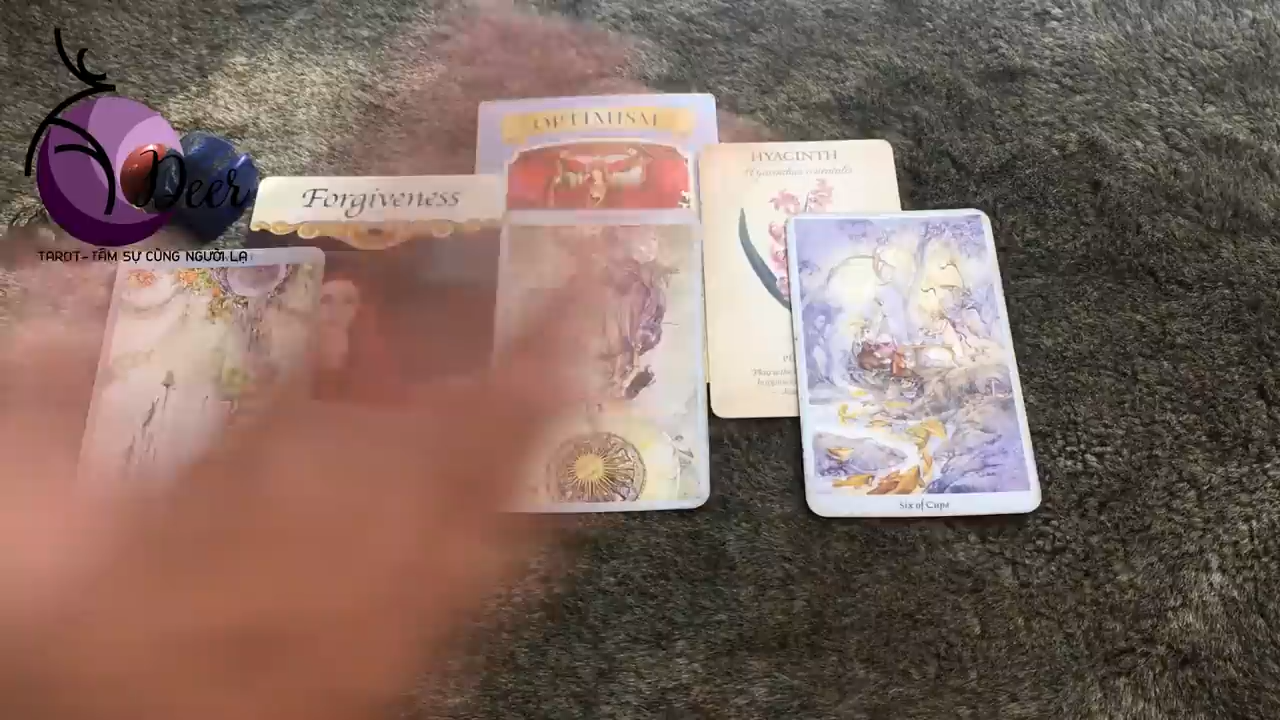 Deer
TAROT- TÂM SỰ CÙNG NGƯỜI LẠ
Forgiveness
OPTIMISM
HYACINTH
Six of Cups